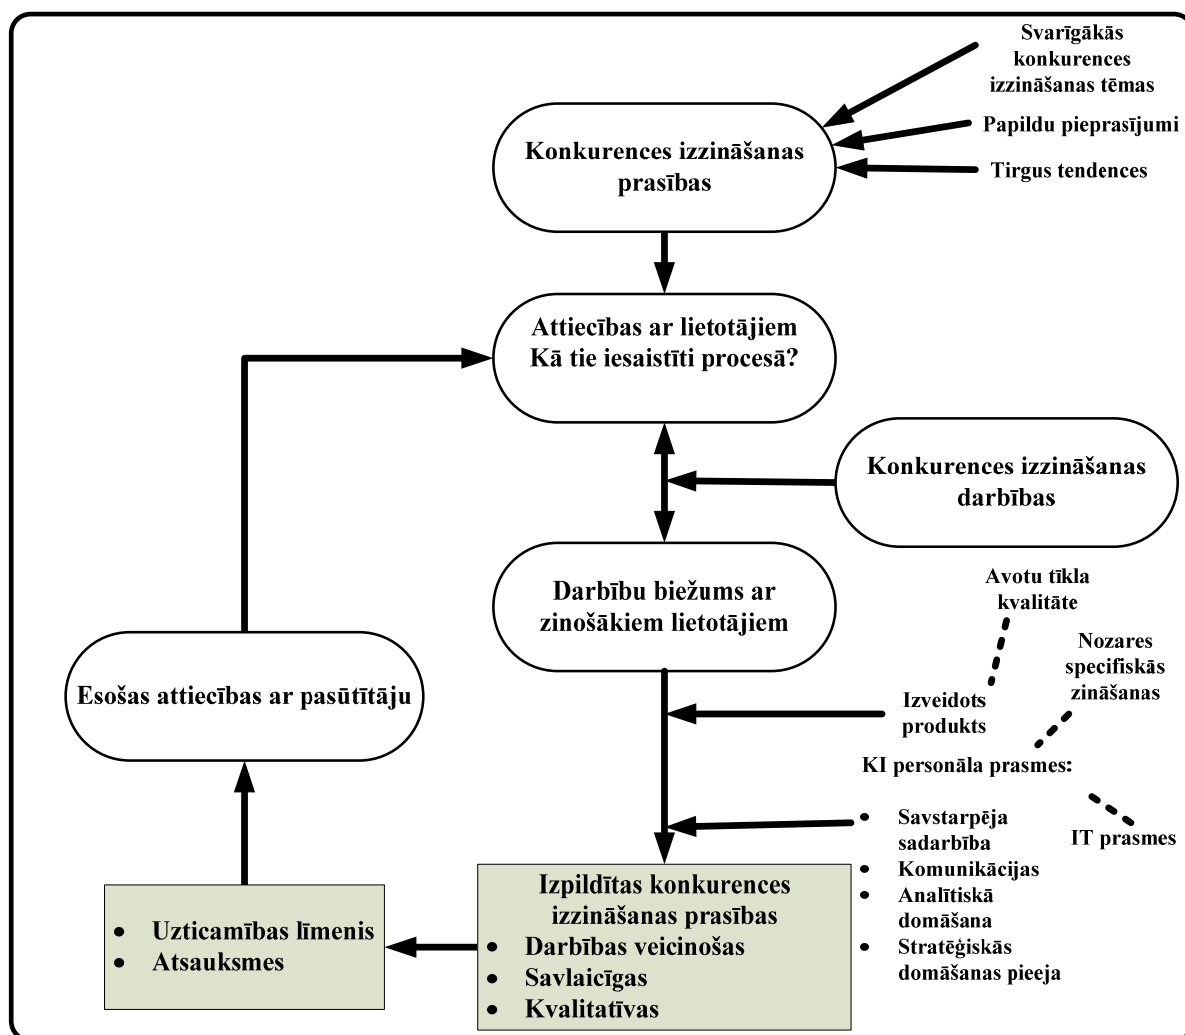 Svarīgākās
konkurences
izzināšanas tēmas
Papildu pieprasījumi
Tirgus tendences
Konkurences izzināšanas
prasības
Attiecības ar lietotājiem
Kā tie iesaistīti procesā?
Konkurences izzināšanas
darbības
Darbību biežums ar
zinošākiem lietotājiem
Avotu tīkla
kvalitāte
Nozares
specifiskās
zināšanas
Esošas attiecības ar pasūtītāju
Izveidots
produkts
KI personāla prasmes:
IT prasmes
• Savstarpēja
sadarbība
• Komunikācijas
• Analītiskā
domāšana
• Stratēģiskās
domāšanas pieeja
Izpildītas konkurences
izzināšanas prasības
• Darbības veicinošas
• Savlaicīgas
• Kvalitatīvas
• Uzticamības līmenis
• Atsauksmes